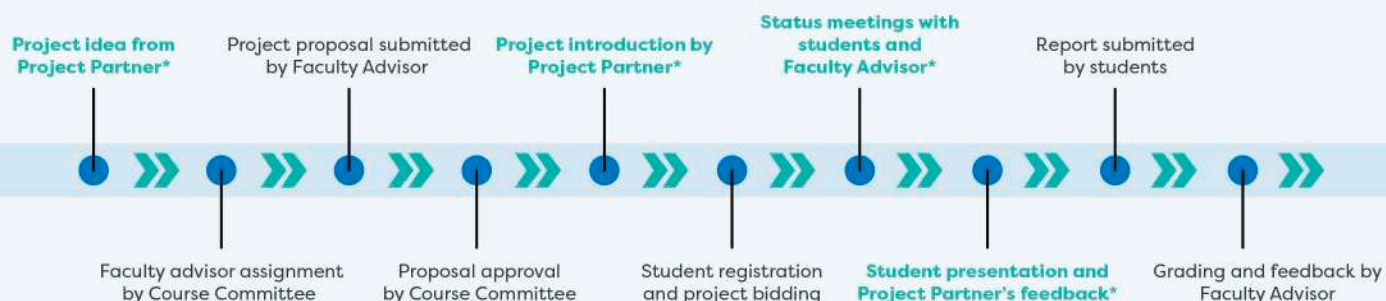 Project idea from
Project Partner*
Project proposal submitted
by Faculty Advisor
Project introduction by
Project Partner*
Status meetings with
students and
Faculty Advisor*
Report submitted
by students
Faculty advisor assignment
by Course Committee
Proposal approval
by Course Committee
Student registration
and project bidding
Student presentation and
Project Partner's feedback*
Grading and feedback by
Faculty Advisor